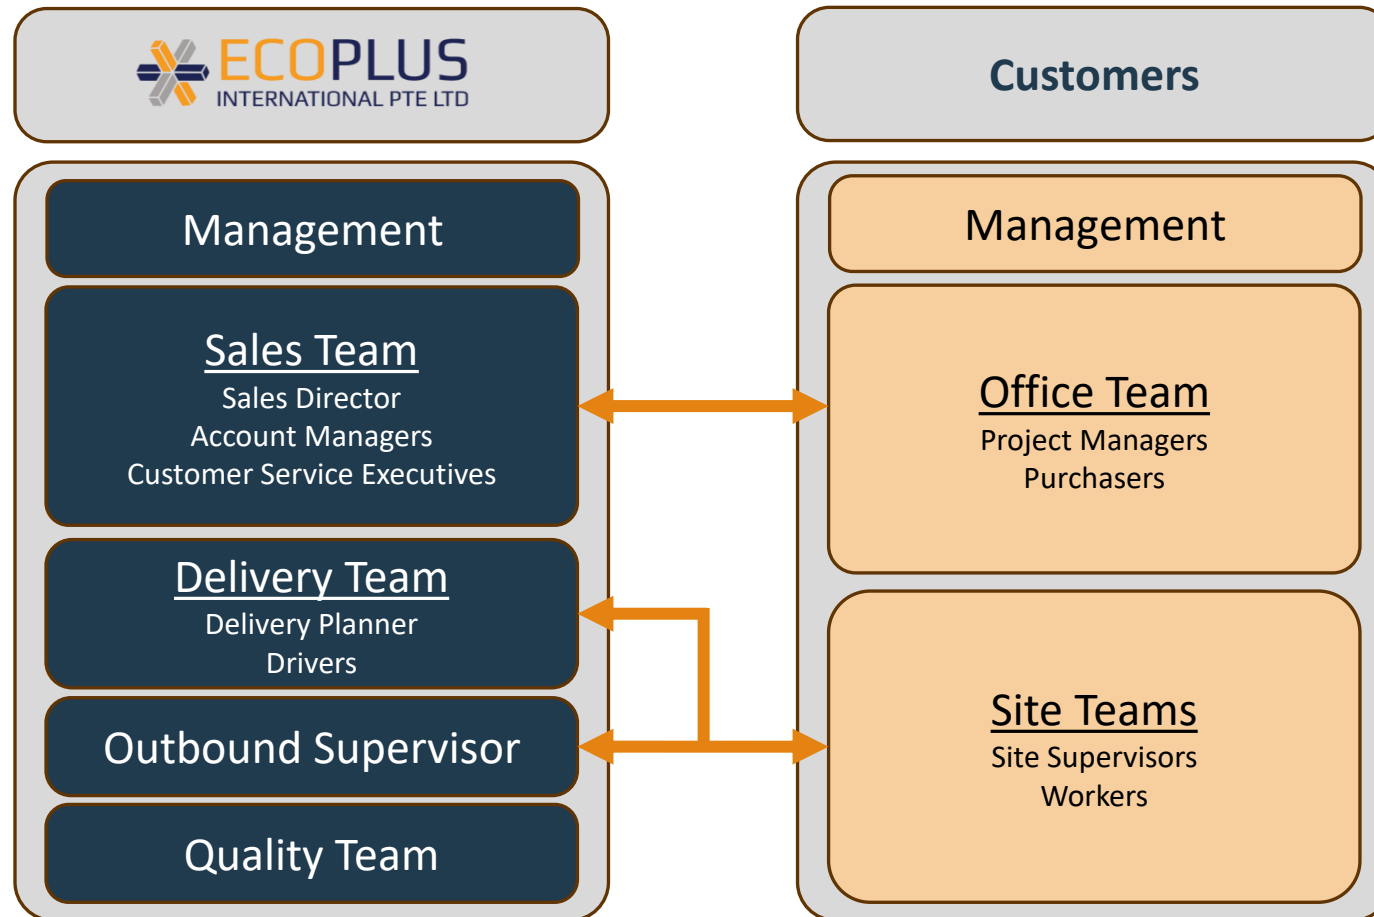 ECOPLUS
INTERNATIONAL PTE LTD
Management
Sales Team
Sales Director
Account Managers
Customer Service Executives
Delivery Team
Delivery Planner
Drivers
Outbound Supervisor
Quality Team
Customers
Management
Office Team
Project Managers
Purchasers
Site Teams
Site Supervisors
Workers